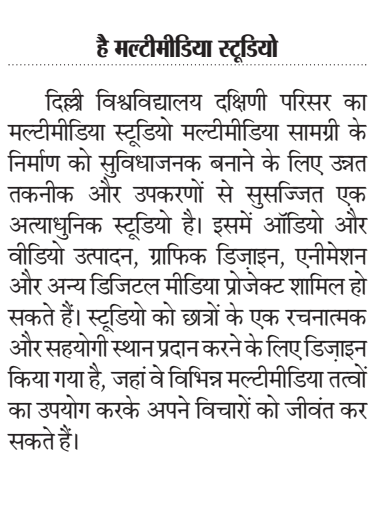 है मल्टीमीडिया स्टूडियो
दिल्ली विश्वविद्यालय दक्षिणी परिसर का
मल्टीमीडिया स्टूडियो मल्टीमीडिया सामग्री के
निर्माण को सुविधाजनक बनाने के लिए उन्नत
तकनीक और उपकरणों से सुसज्जित एक
अत्याधुनिक स्टूडियो है। इसमें ऑडियो और
वीडियो उत्पादन, ग्राफिक डिज़ाइन, एनीमेशन
और अन्य डिजिटल मीडिया प्रोजेक्ट शामिल हो
सकते हैं। स्टूडियो को छात्रों के एक रचनात्मक
और सहयोगी स्थान प्रदान करने के लिए डिज़ाइन
किया गया है, जहां वे विभिन्न मल्टीमीडिया तत्वों
का उपयोग करके अपने विचारों को जीवंत कर
सकते हैं।